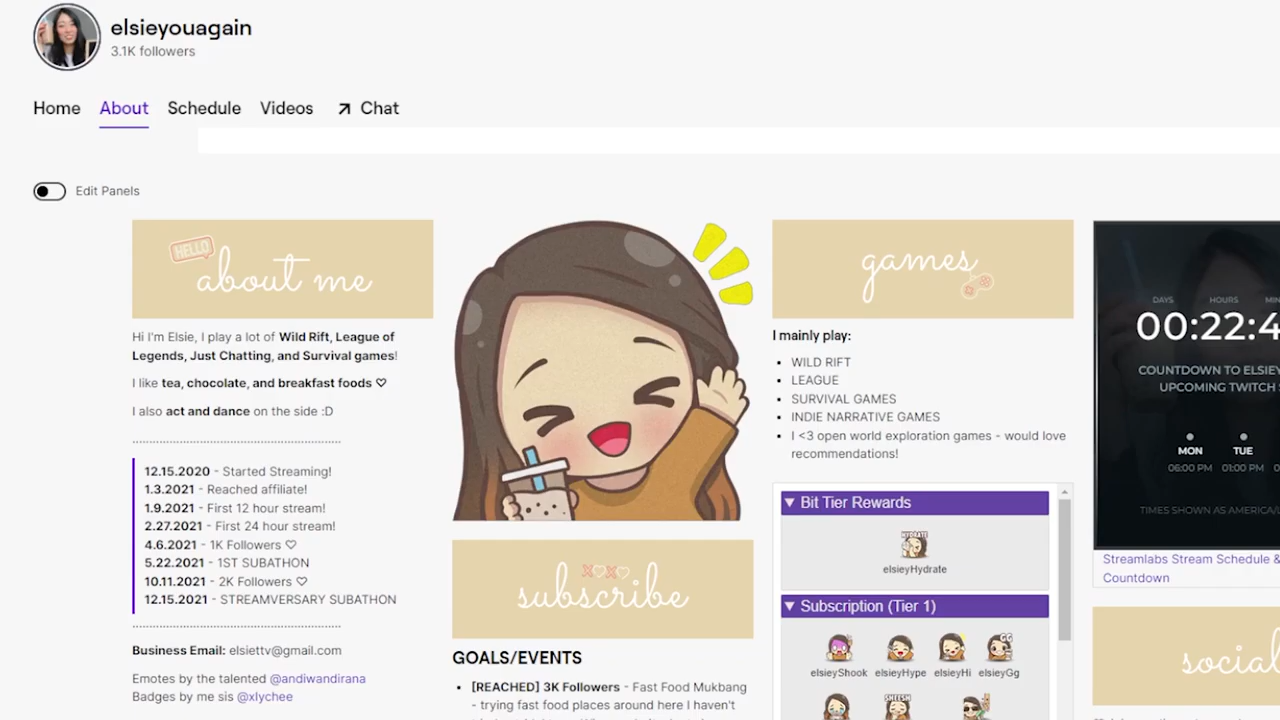 elsieyouagain
3.1K followers
Home About Schedule Videos Chat
Edit Panels
HELLO
about me
Hi I'm Elsie, I play a lot of Wild Rift, League of
Legends, Just Chatting, and Survival games!
I like tea, chocolate, and breakfast foods ♡
I also act and dance on the side :D
12.15.2020 - Started Streaming!
1.3.2021 - Reached affiliate!
1.9.2021 - First 12 hour stream!
2.27.2021 - First 24 hour stream!
4.6.2021 - 1K Followers ♡
5.22.2021 - 1ST SUBATHON
10.11.2021 - 2K Followers ♡
12.15.2021 - STREAMVERSARY SUBATHON
Business Email: elsiettv@gmail.com
Emotes by the talented @andiwandirana
Badges by me sis @xlychee
subscribe
GOALS/EVENTS
[REACHED] 3K Followers - Fast Food Mukbang
- trying fast food places around here I haven't
games
I mainly play:
WILD RIFT
LEAGUE
SURVIVAL GAMES
INDIE NARRATIVE GAMES
I <3 open world exploration games - would love
recommendations!
Bit Tier Rewards
HYDRATE
elsieyHydrate
Subscription (Tier 1)
GG
elsieyShook elsieyHype elsieyHi elsieyGg
SHEESH
DAYS HOURS MIN
00:22:4
COUNTDOWN TO ELSIEY
UPCOMING TWITCH
MON TUE
06:00 PM 01:00 PM
TIMES SHOWN AS AMERICA/L
Streamlabs Stream Schedule &
Countdown
social